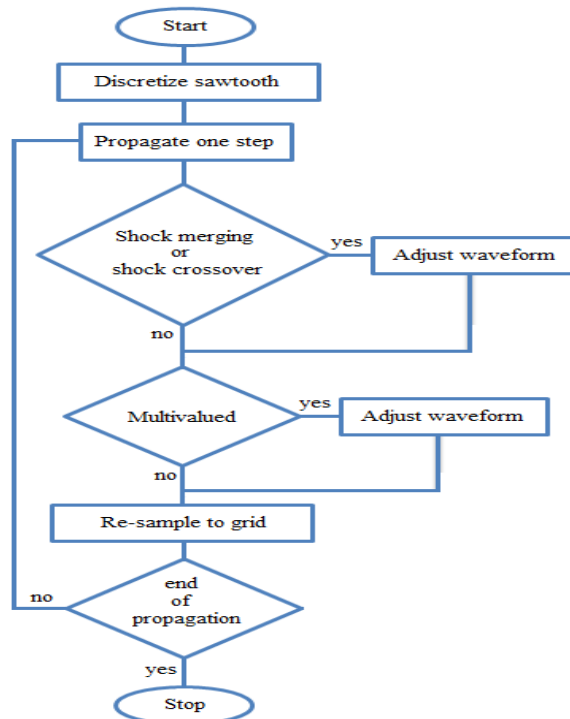 Start
Discretize sawtooth
Propagate one step
Shock merging
or
shock crossover
yes
Adjust waveform
no
Multivalued
yes
Adjust waveform
no
Re-sample to grid
end
of
propagation
no
yes
Stop